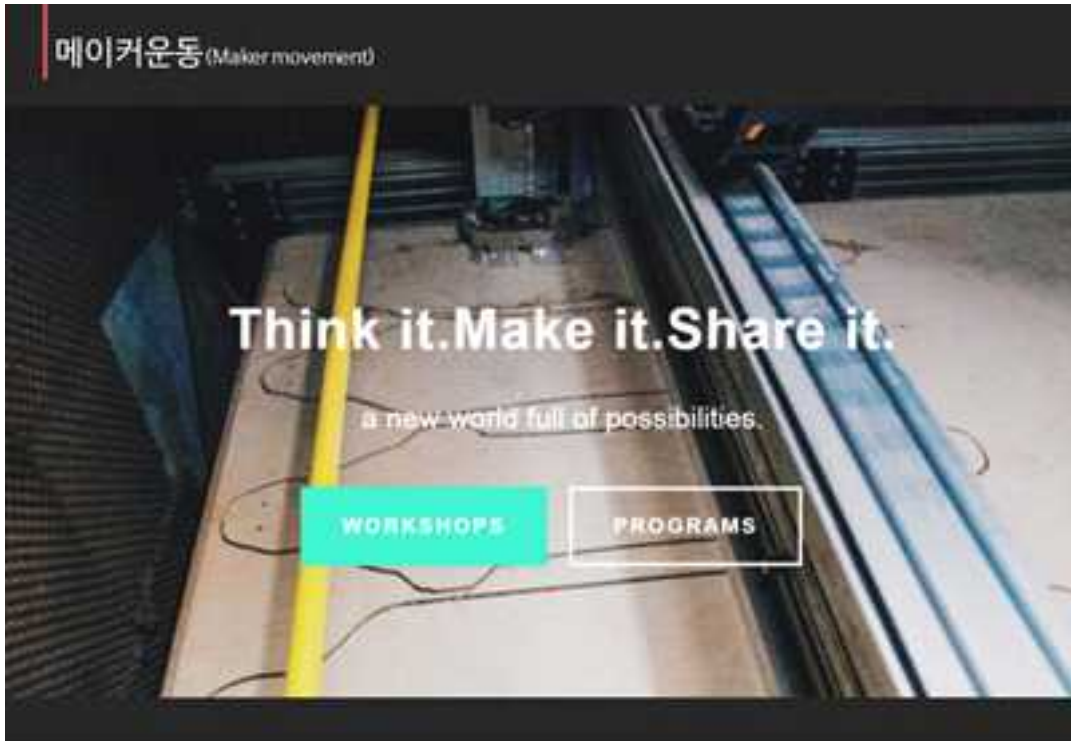 메이커운동(Maker movement)
Think it.Make it.Share it.
a new world full of possibilities.
WORKSHOPS PROGRAMS